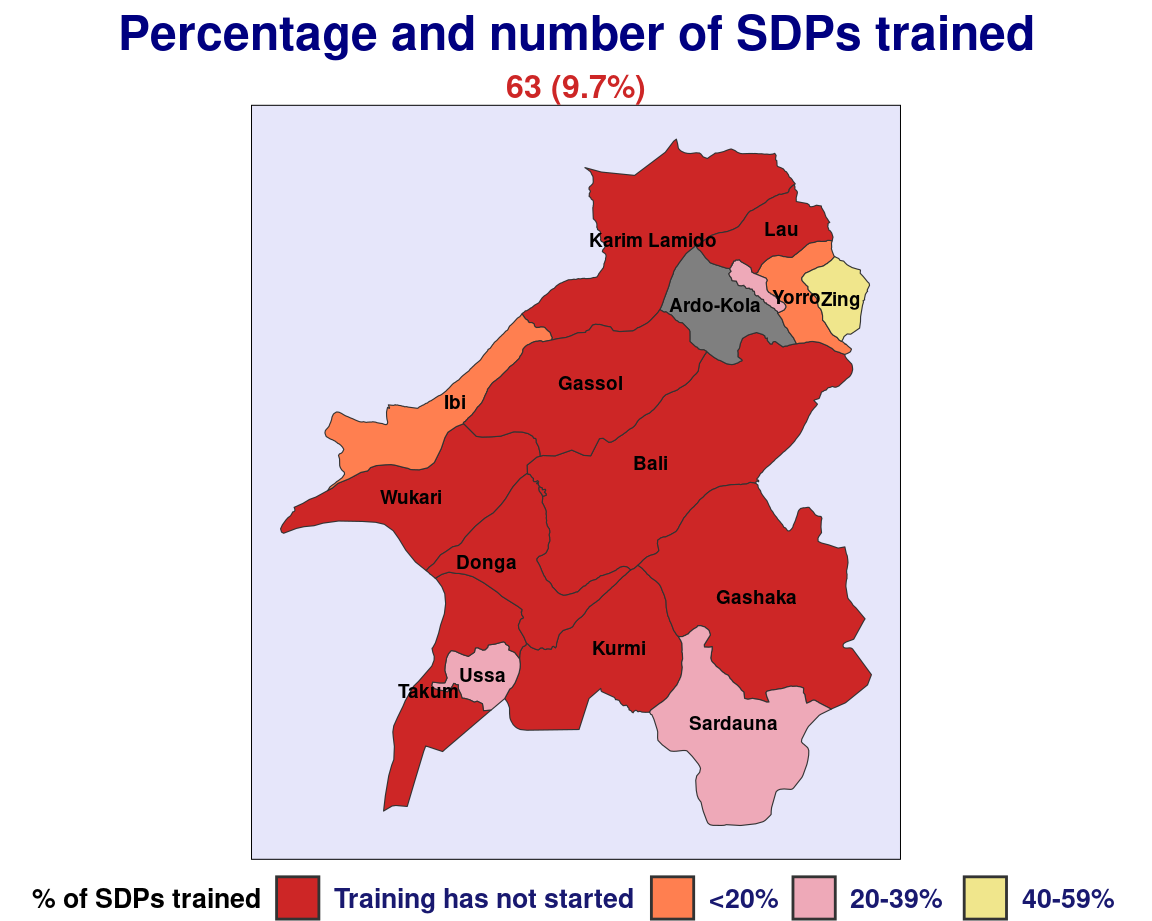 Percentage and number of SDPs trained
63 (9.7%)
Karim Lamido
Lau
Ardo-Kola
Yorro
Zing
Gassol
Ibi
Bali
Wukari
Donga
Gashaka
Kurmi
Ussa
Takum
Sardauna
% of SDPs trained
Training has not started
<20%
20-39%
40-59%